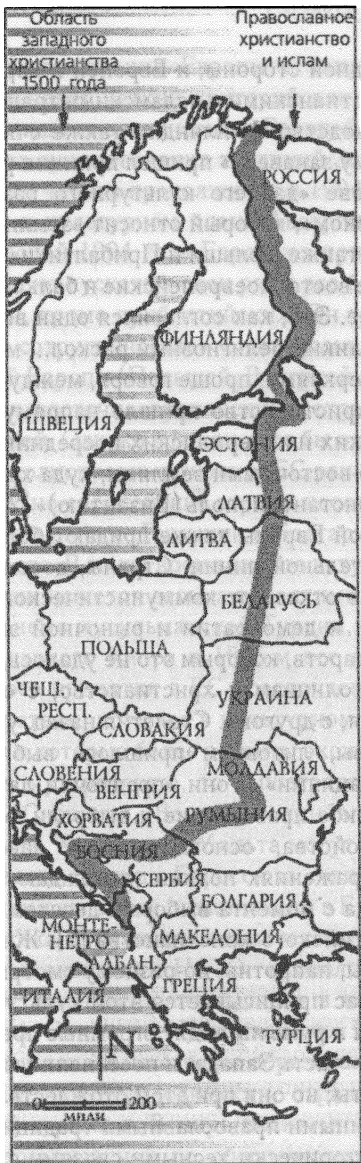 Область
западного
христианства
1500 года
Православное
христианство
и ислам
РОССИЯ
ФИНЛЯНДИЯ
ШВЕЦИЯ
ЭСТОНИЯ
ЛАТВИЯ
ЛИТВА
БЕЛАРУСЬ
ПОЛЬША
ЧЕШ.
РЕСП.
УКРАИНА
СЛОВАКИЯ
МОЛДАВИЯ
СЛОВЕНИЯ
ВЕНГРИЯ
ХОРВАТИЯ
РУМЫНИЯ
БОСНИЯ
СЕРБИЯ
БОЛГАРИЯ
МОНТЕ-
НЕГРО
МАКЕДОНИЯ
АЛБАН.
ГРЕЦИЯ
ИТАЛИЯ
ТУРЦИЯ
N
0 200
МИЛИ